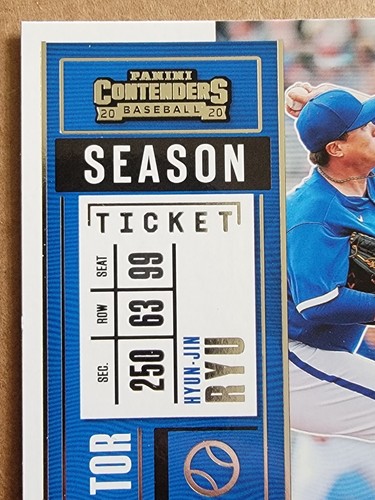 PANINI
CONTENDERS
20 BASEBALL 20
SEASON
TICKET
SEC. ROW SEAT
250 63 99
HYUN-JIN
RYU
TOR